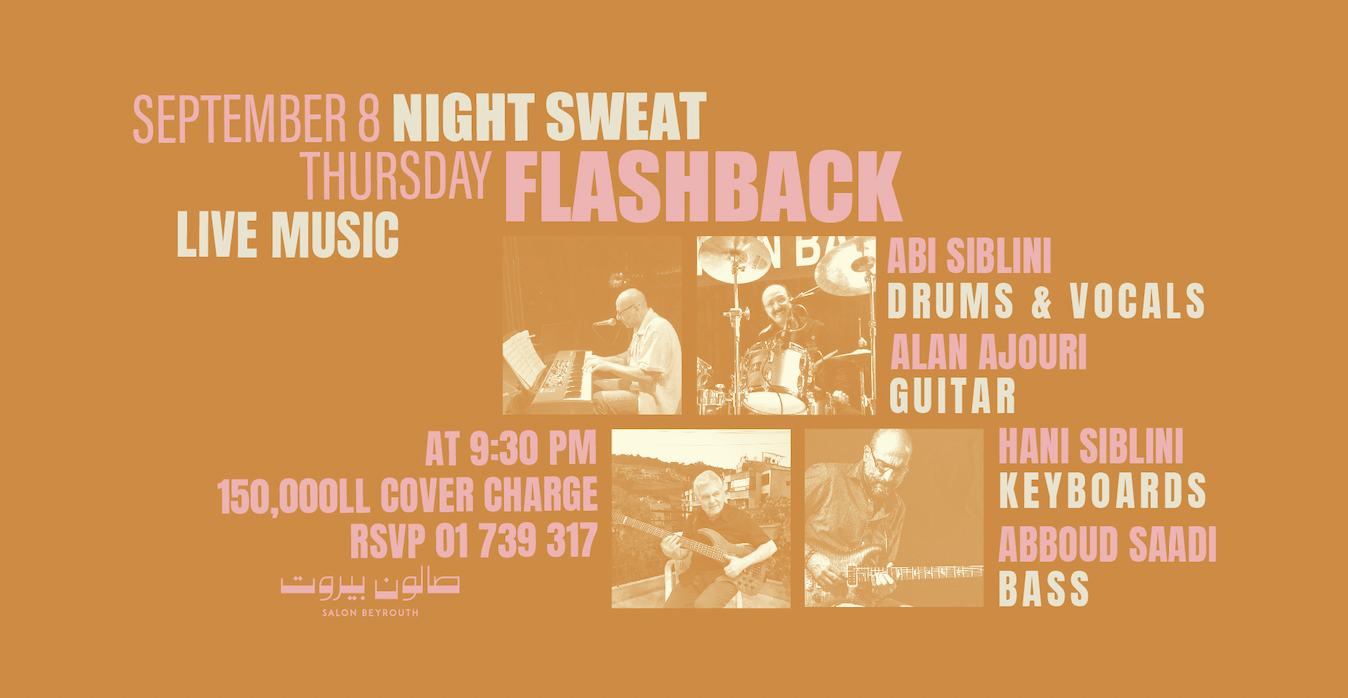 SEPTEMBER 8 NIGHT SWEAT
THURSDAY FLASHBACK
LIVE MUSIC
ABI SIBLINI
DRUMS & VOCALS
ALAN AJOURI
GUITAR
HANI SIBLINI
KEYBOARDS
ABBOUD SAADI
BASS
AT 9:30 PM
150,000LL COVER CHARGE
RSVP 01 739 317
صالون بيروت
SALON BEYROUTH